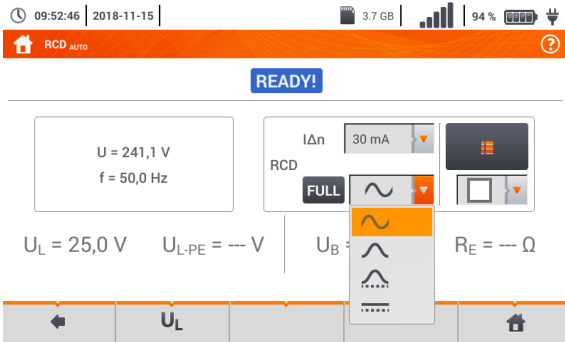 09:52:46 2018-11-15 3.7 GB 94 %
RCD AUTO ?
READY!
U = 241,1 V
f = 50,0 Hz
IΔn 30 mA
RCD
FULL
UL = 25,0 V UL-PE = --- V UB = RE = --- Ω
UL